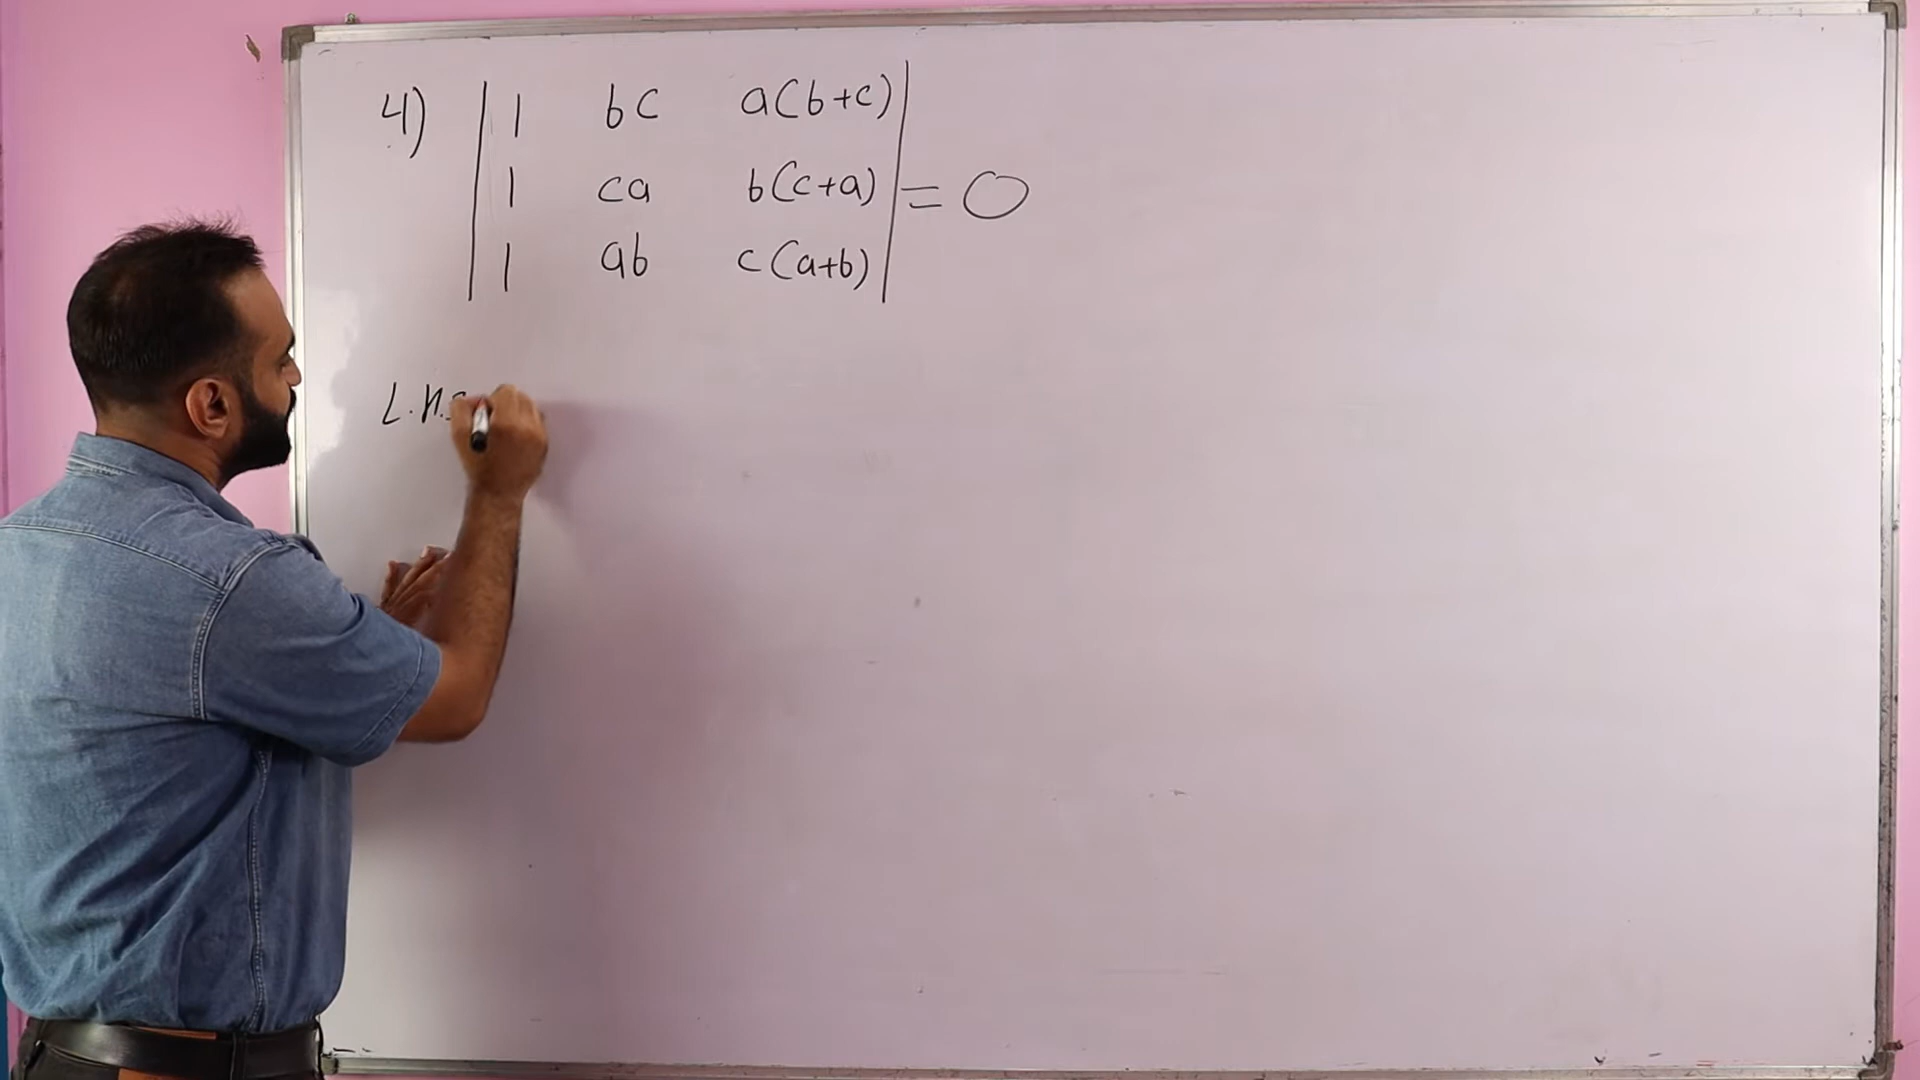 4) | 1 bc a(b+c) |
| 1 ca b(c+a) | = 0
| 1 ab c(a+b) |
L.H.S